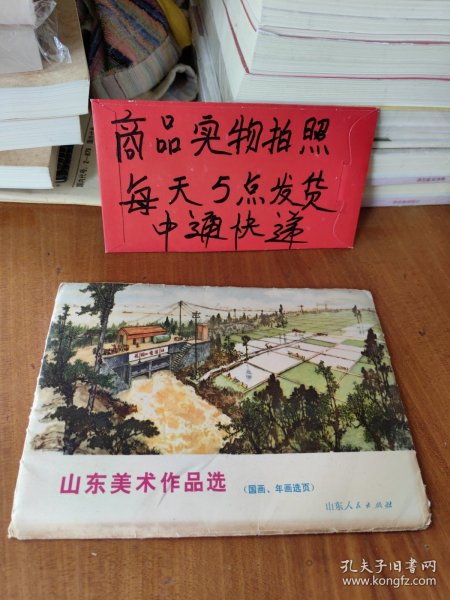 商品实物拍照
每天5点发货
中通快递
山东美术作品选
（国画、年画选页）
山东人民出版社
孔夫子旧书网
www.kongfz.com